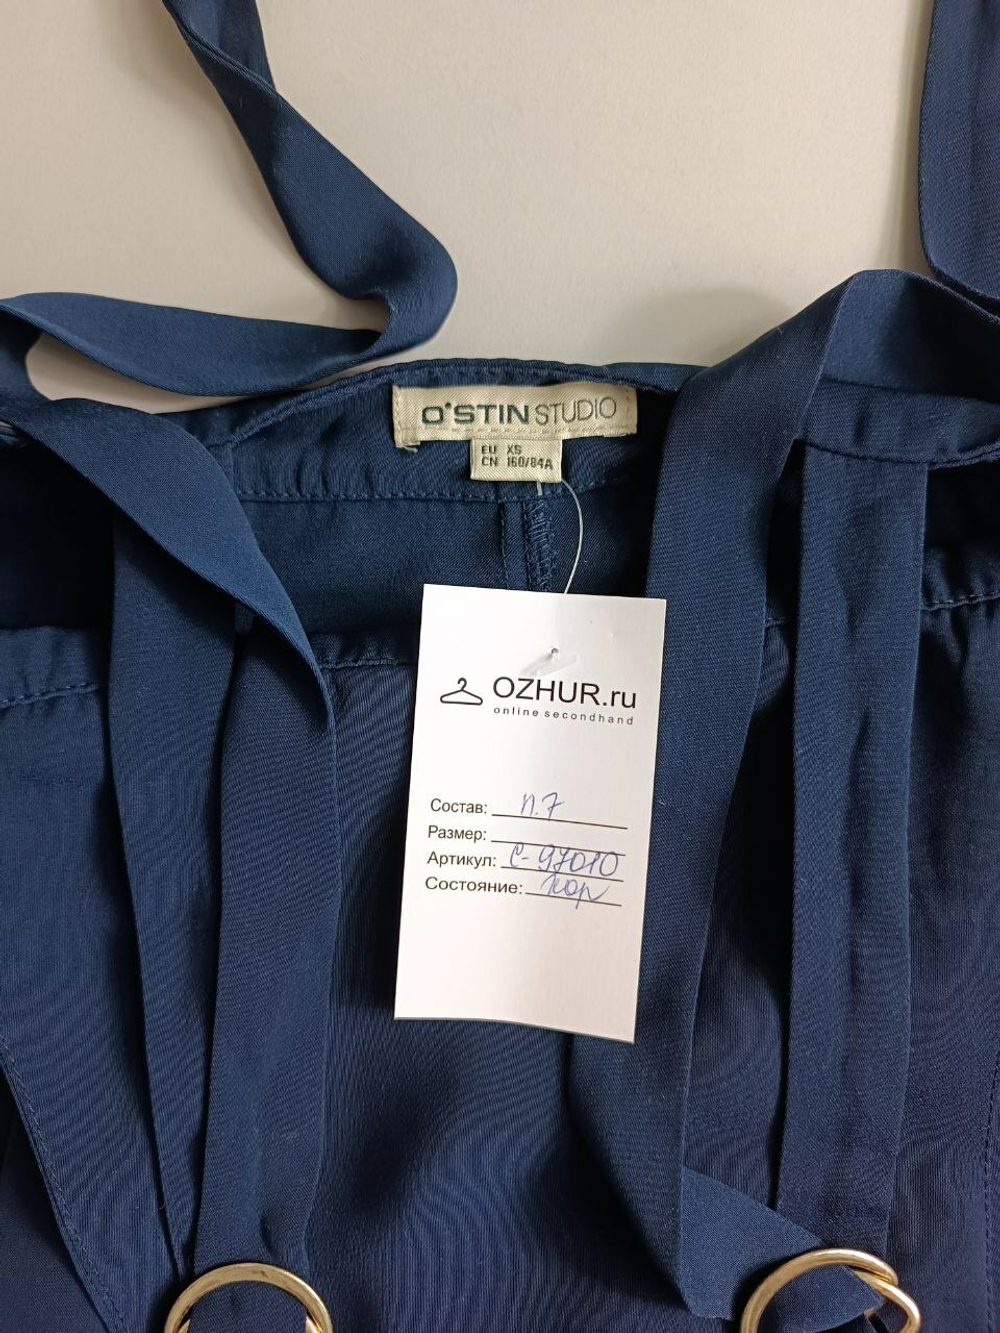 O'STIN STUDIO
EU XS
CN 160/84A
OZHUR.ru
online secondhand
Состав: п.7
Размер:
Артикул: С-97010
Состояние: хор